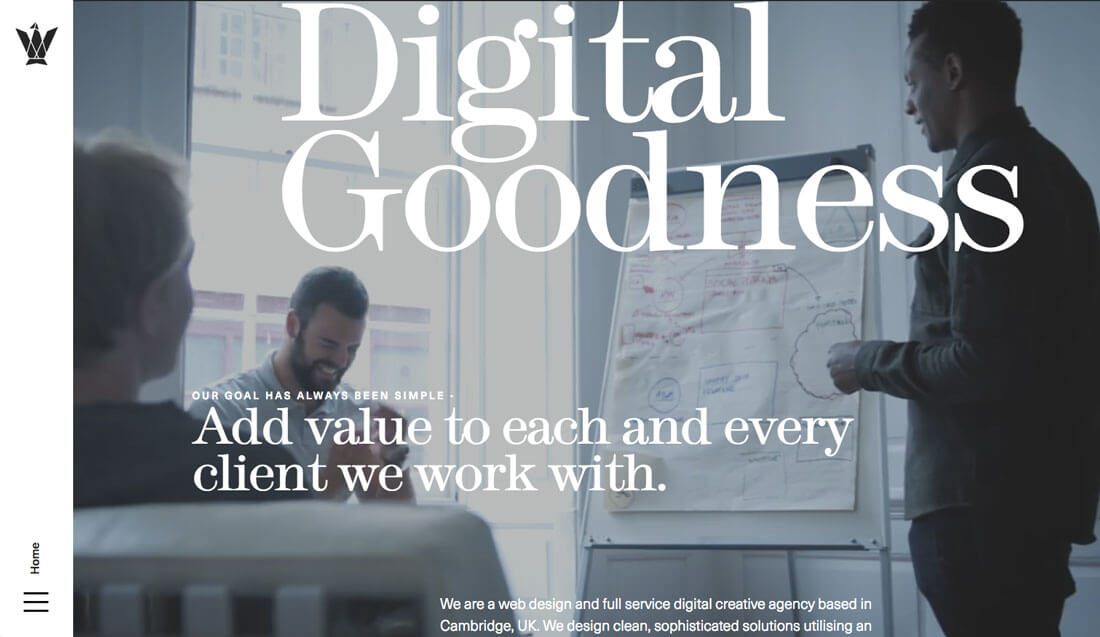 Digital
Goodness
OUR GOAL HAS ALWAYS BEEN SIMPLE -
Add value to each and every
client we work with.
Home
We are a web design and full service digital creative agency based in
Cambridge, UK. We design clean, sophisticated solutions utilising an